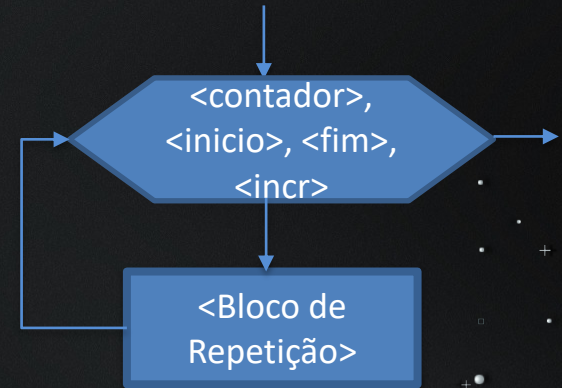 <contador>,
<inicio>, <fim>,
<incr>
<Bloco de
Repetição>